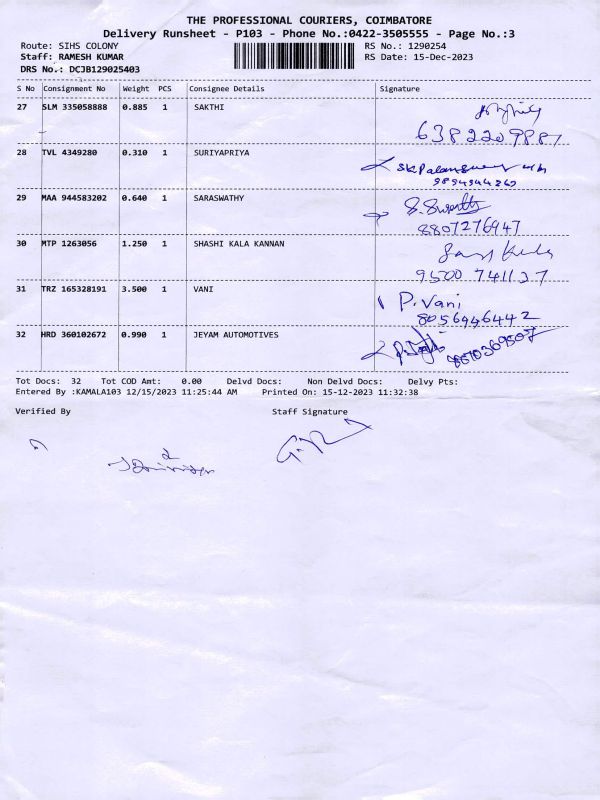 THE PROFESSIONAL COURIERS, COIMBATORE
Delivery Runsheet - P103 - Phone No.:0422-3505555 - Page No.:3
Route: SIHS COLONY RS No.: 1290254
Staff: RAMESH KUMAR RS Date: 15-Dec-2023
DRS No.: DCJB129025403
S No Consignment No Weight PCS Consignee Details Signature
27 SLM 335058888 0.885 1 SAKTHI
6382209887
28 TVL 4349280 0.310 1 SURIYAPRIYA
29 MAA 944583202 0.640 1 SARASWATHY
8807276947
30 MTP 1263056 1.250 1 SHASHI KALA KANNAN
9500741137
31 TRZ 165328191 3.500 1 VANI
P. Vani
8056446442
32 HRD 360102672 0.990 1 JEYAM AUTOMOTIVES
Tot Docs: 32 Tot COD Amt: 0.00 Delvd Docs: Non Delvd Docs: Delvy Pts:
Entered By :KAMALA103 12/15/2023 11:25:44 AM Printed On: 15-12-2023 11:32:38
Verified By Staff Signature